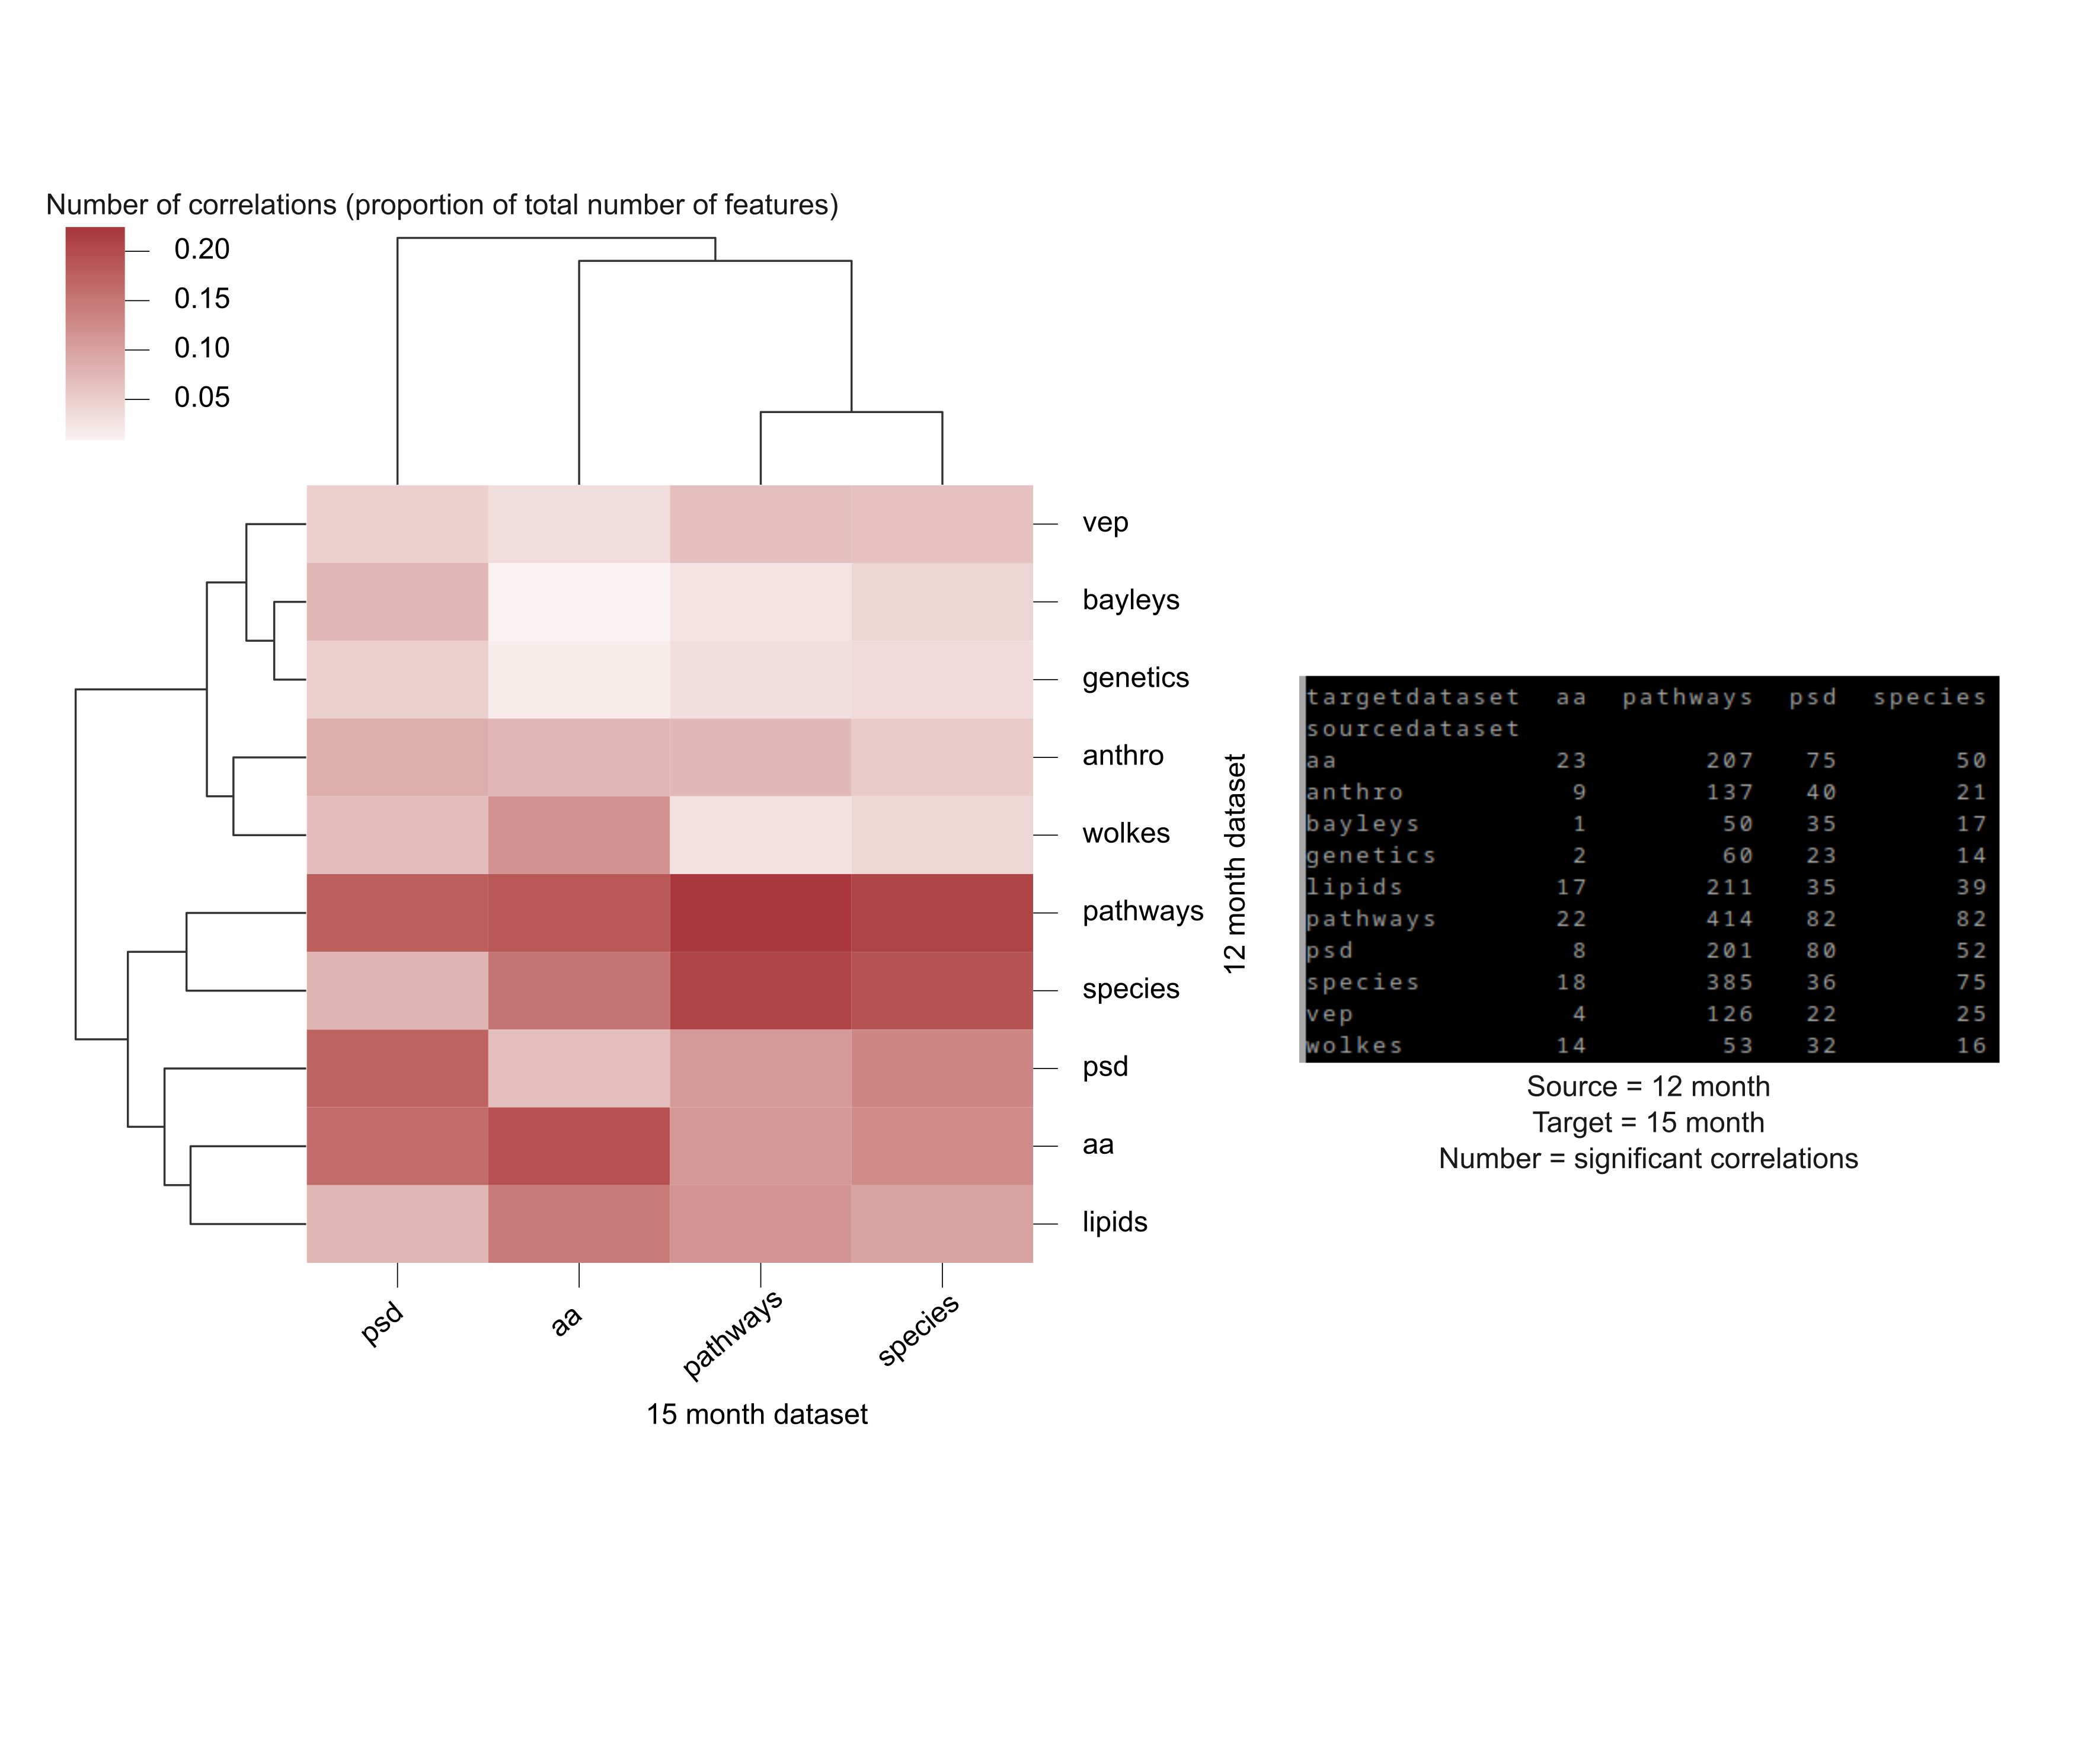 Number of correlations (proportion of total number of features)
0.20
0.15
0.10
0.05
vep
bayleys
genetics
anthro
wolkes
pathways
species
psd
aa
lipids
12 month dataset
psd
aa
pathways
species
15 month dataset
targetdataset aa pathways psd species
sourcedataset
aa 23 207 75 50
anthro 9 137 40 21
bayleys 1 50 35 17
genetics 2 60 23 14
lipids 17 211 35 39
pathways 22 414 82 82
psd 8 201 80 52
species 18 385 36 75
vep 4 126 22 25
wolkes 14 53 32 16
Source = 12 month
Target = 15 month
Number = significant correlations